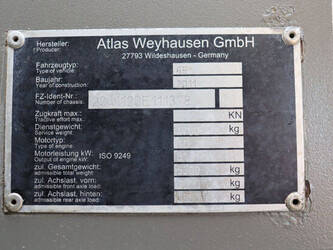 Hersteller: Atlas Weyhausen GmbH
Producer: 27793 Wildeshausen - Germany
Fahrzeugtyp:
Type of vehicle
Baujahr:
Year of construction:
FZ-Ident-Nr.:
Number of chassis:
Zugkraft max.: KN
Tractive effort max.:
Dienstgewicht: kg
Service weight:
Motortyp:
Type of engine:
Motorleistung kW: ISO 9249
Output of engine kW:
zul. Gesamtgewicht: kg
admissible total weight:
zul. Achslast, vorn: kg
admissible front axle load:
zul. Achslast, hinten: kg
admissible rear axle load: